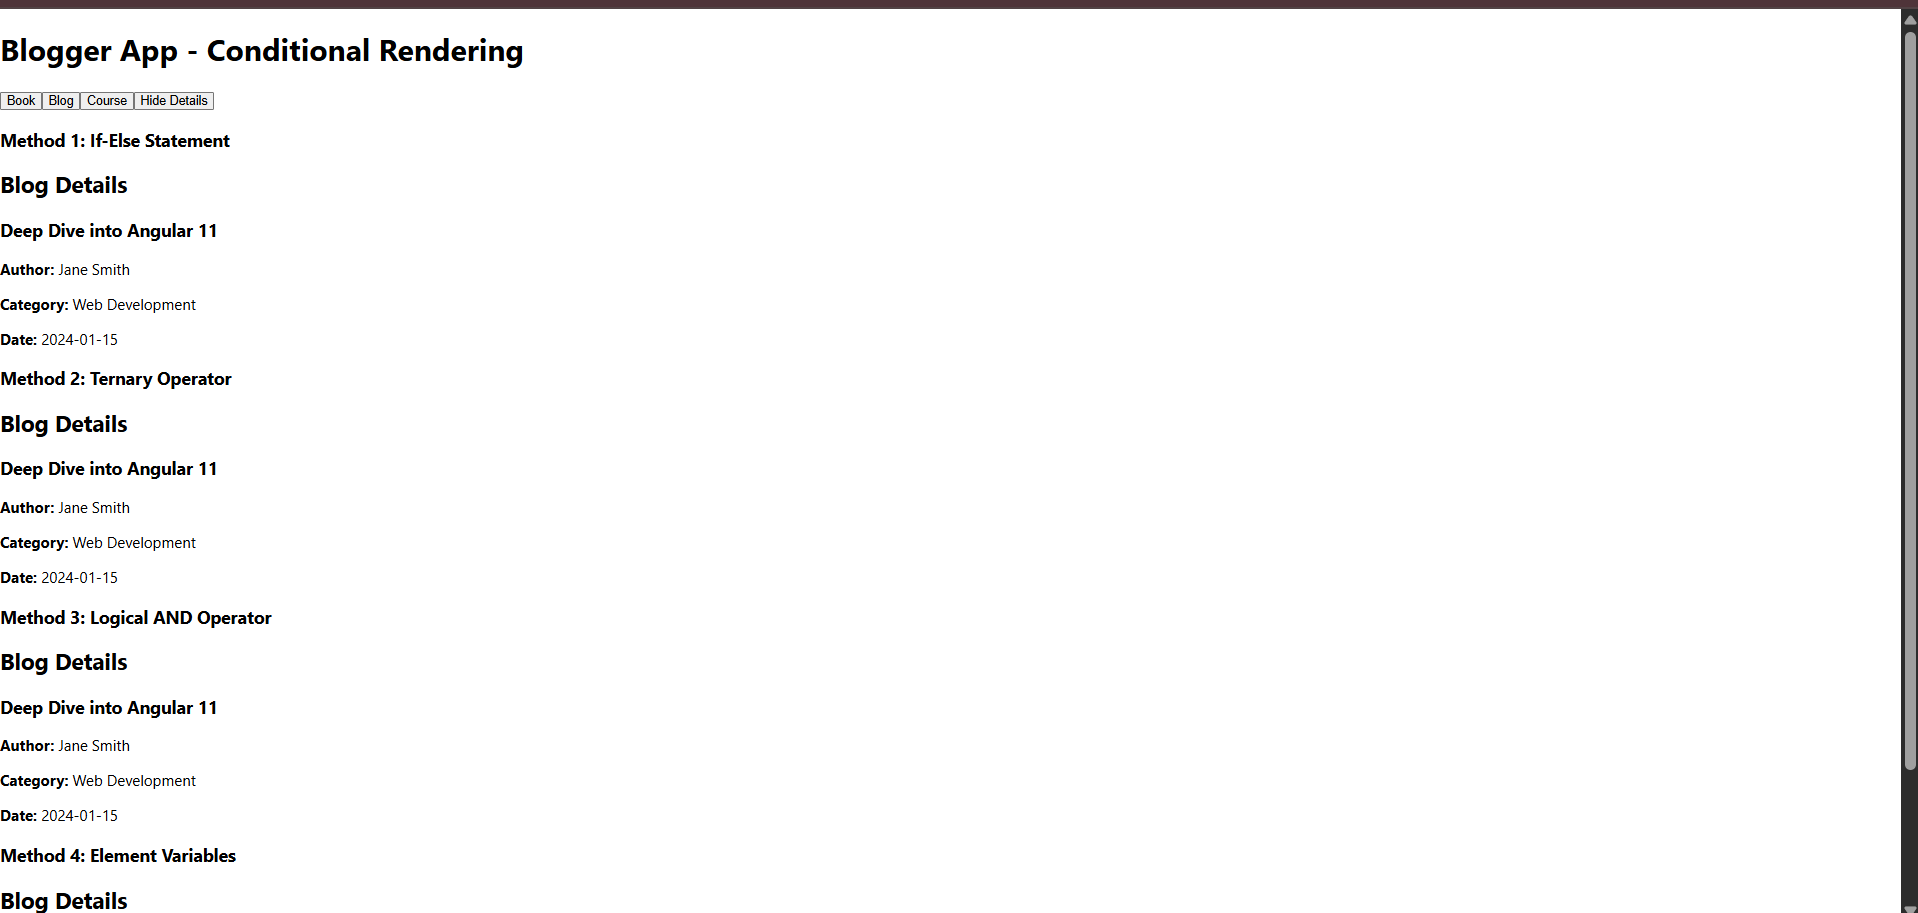 Blogger App - Conditional Rendering
Book Blog Course Hide Details
Method 1: If-Else Statement
Blog Details
Deep Dive into Angular 11
Author: Jane Smith
Category: Web Development
Date: 2024-01-15
Method 2: Ternary Operator
Blog Details
Deep Dive into Angular 11
Author: Jane Smith
Category: Web Development
Date: 2024-01-15
Method 3: Logical AND Operator
Blog Details
Deep Dive into Angular 11
Author: Jane Smith
Category: Web Development
Date: 2024-01-15
Method 4: Element Variables
Blog Details